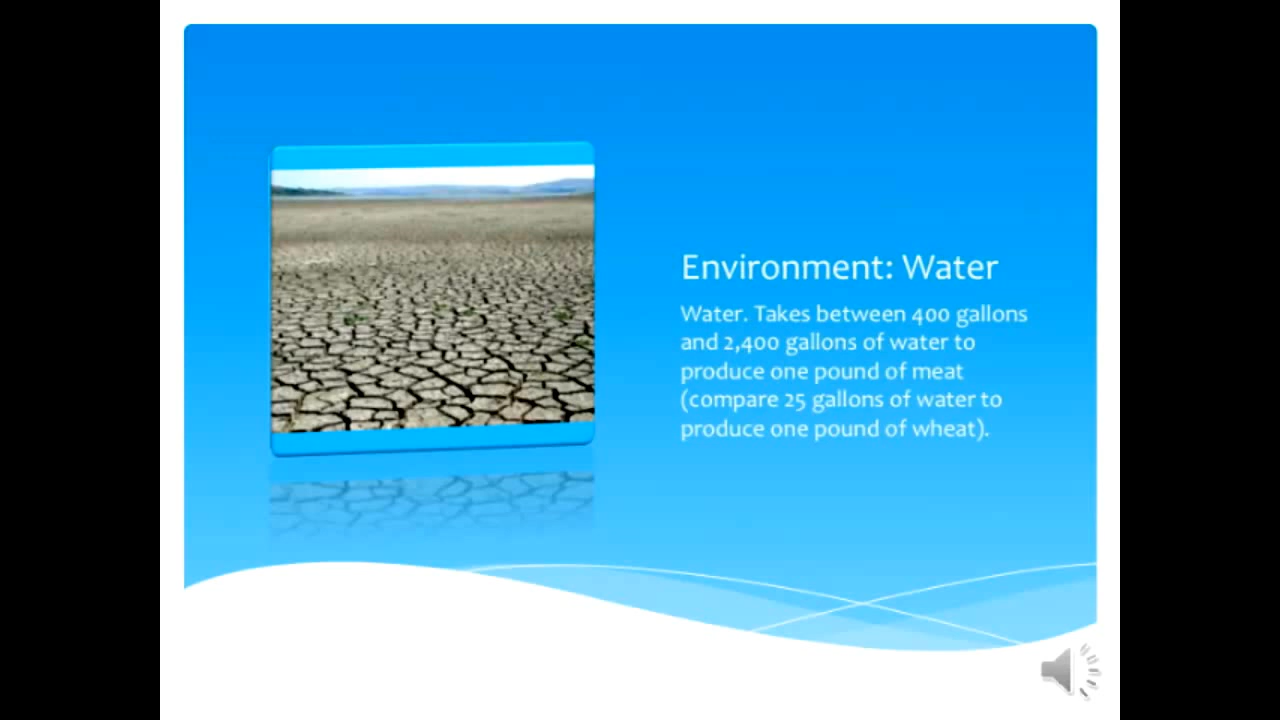 Environment: Water
Water. Takes between 400 gallons
and 2,400 gallons of water to
produce one pound of meat
(compare 25 gallons of water to
produce one pound of wheat).